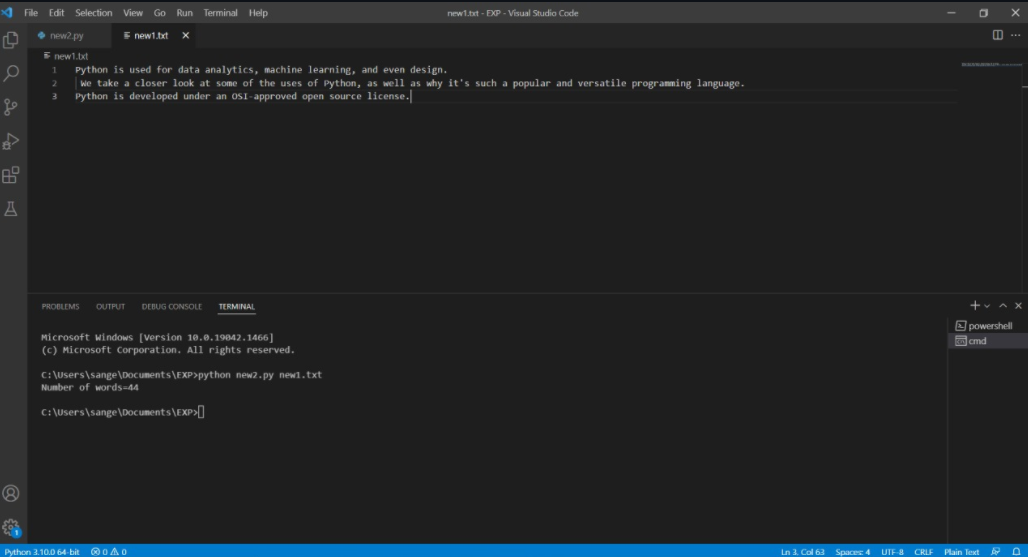 File Edit Selection View Go Run Terminal Help new1.txt - EXP - Visual Studio Code
new2.py new1.txt
new1.txt
1 Python is used for data analytics, machine learning, and even design.
2 We take a closer look at some of the uses of Python, as well as why it's such a popular and versatile programming language.
3 Python is developed under an OSI-approved open source license.
PROBLEMS OUTPUT DEBUG CONSOLE TERMINAL
powershell
cmd
Microsoft Windows [Version 10.0.19042.1466]
(c) Microsoft Corporation. All rights reserved.
C:\Users\sange\Documents\EXP>python new2.py new1.txt
Number of words=44
C:\Users\sange\Documents\EXP>
1
Python 3.10.0 64-bit 0 0 Ln 3, Col 63 Spaces: 4 UTF-8 CRLF Plain Text